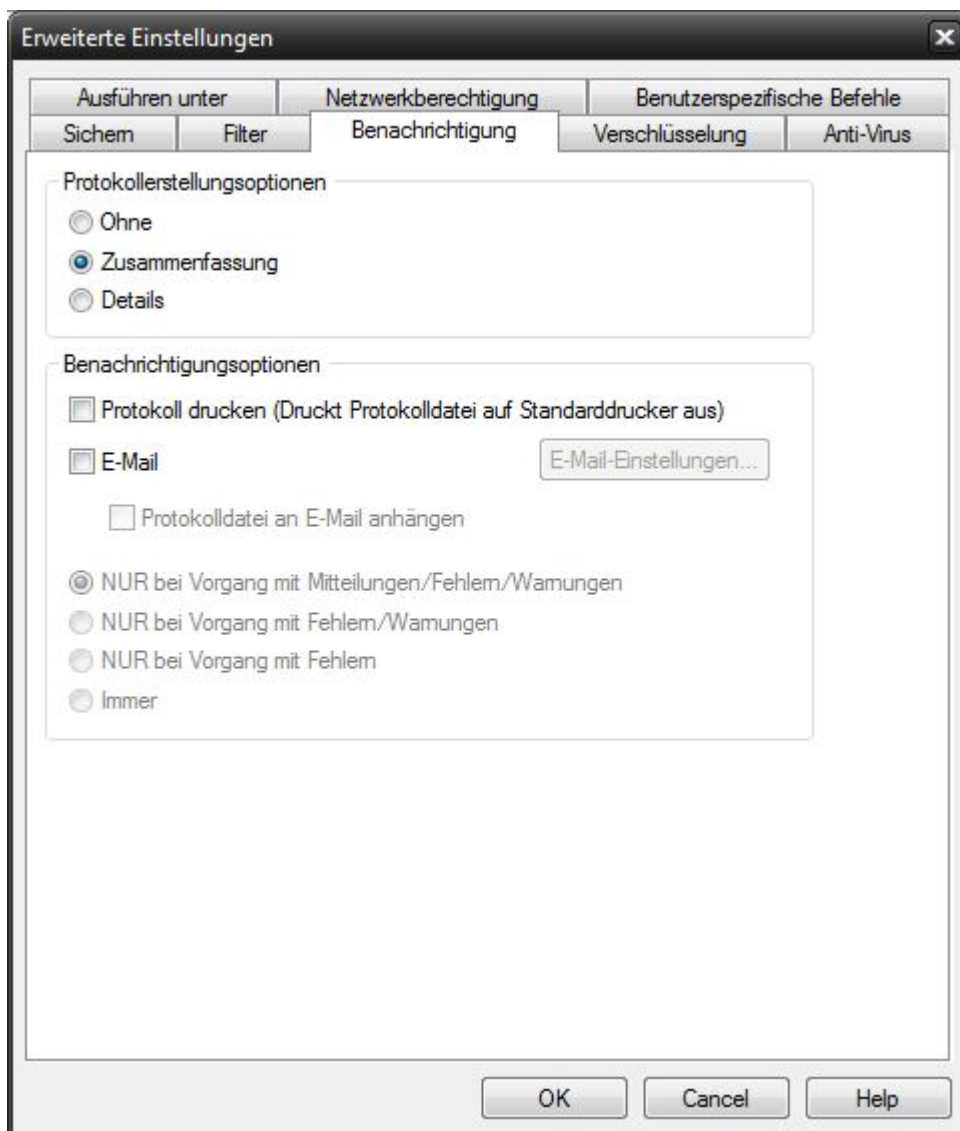 Erweiterte Einstellungen
Ausführen unter Netzwerkberechtigung Benutzerspezifische Befehle
Sichern Filter Benachrichtigung Verschlüsselung Anti-Virus
Protokollerstellungsoptionen
Ohne
Zusammenfassung
Details
Benachrichtigungsoptionen
Protokoll drucken (Druckt Protokolldatei auf Standarddrucker aus)
E-Mail E-Mail-Einstellungen...
Protokolldatei an E-Mail anhängen
NUR bei Vorgang mit Mitteilungen/Fehlern/Warnungen
NUR bei Vorgang mit Fehlern/Warnungen
NUR bei Vorgang mit Fehlern
Immer
OK Cancel Help